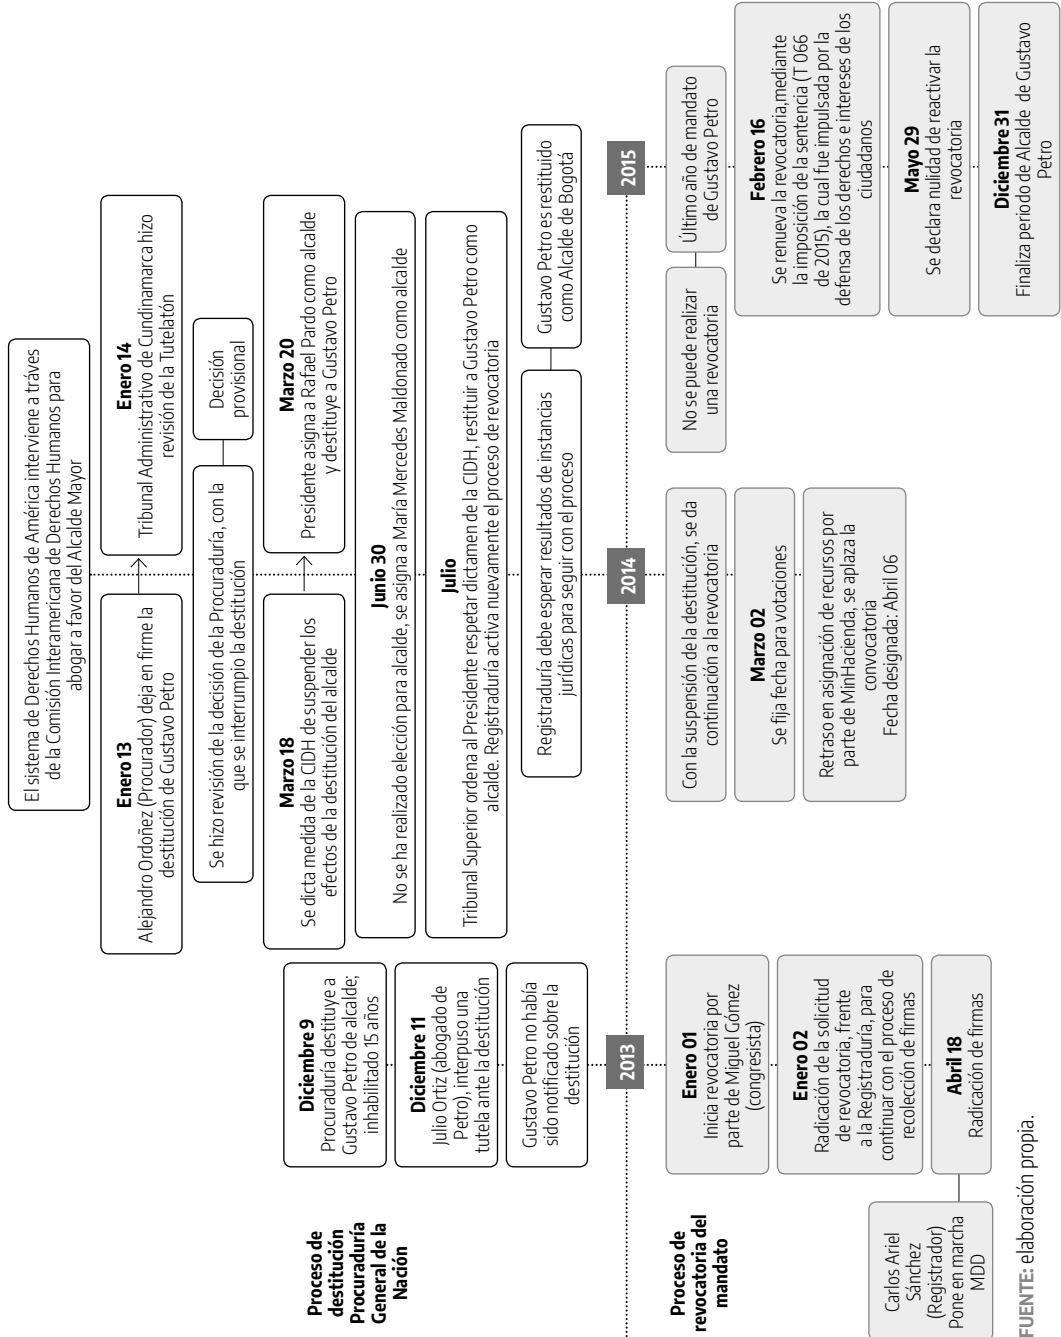 Proceso de
destitución
Procuraduría
General de la
Nación
Diciembre 9
Procuraduría destituye a
Gustavo Petro de alcalde;
inhabilitado 15 años
Diciembre 11
Julio Ortiz (abogado de
Petro), interpuso una
tutela ante la destitución
Gustavo Petro no había
sido notificado sobre la
destitución
El sistema de Derechos Humanos de América interviene a tráves
de la Comisión Interamericana de Derechos Humanos para
abogar a favor del Alcalde Mayor
Enero 13
Alejandro Ordoñez (Procurador) deja en firme la
destitución de Gustavo Petro
Enero 14
Tribunal Administrativo de Cundinamarca hizo
revisión de la Tutelatón
Se hizo revisión de la decisión de la Procuraduría, con la
que se interrumpio la destitución
Decisión
provisional
Marzo 18
Se dicta medida de la CIDH de suspender los
efectos de la destitución del alcalde
Marzo 20
Presidente asigna a Rafael Pardo como alcalde
y destituye a Gustavo Petro
Junio 30
No se ha realizado elección para alcalde, se asigna a María Mercedes Maldonado como alcalde
Julio
Tribunal Superior ordena al Presidente respetar dictamen de la CIDH, restituir a Gustavo Petro como
alcalde. Registraduría activa nuevamente el proceso de revocatoria
Registraduría debe esperar resultados de instancias
jurídicas para seguir con el proceso
Gustavo Petro es restituido
como Alcalde de Bogotá
2013
2014
2015
Proceso de
revocatoria del
mandato
Enero 01
Inicia revocatoria por
parte de Miguel Gómez
(congresista)
Enero 02
Radicación de la solicitud
de revocatoria, frente
a la Registraduría, para
continuar con el proceso de
recolección de firmas
Abril 18
Radicación de firmas
Carlos Ariel
Sánchez
(Registrador)
Pone en marcha
MDD
Con la suspensión de la destitución, se da
continuación a la revocatoria
Marzo 02
Se fija fecha para votaciones
Retraso en asignación de recursos por
parte de MinHacienda, se aplaza la
convocatoria
Fecha designada: Abril 06
No se puede realizar
una revocatoria
Último año de mandato
de Gustavo Petro
Febrero 16
Se renueva la revocatoria,mediante
la imposición de la sentencia (T 066
de 2015), la cual fue impulsada por la
defensa de los derechos e intereses de los
ciudadanos
Mayo 29
Se declara nulidad de reactivar la
revocatoria
Diciembre 31
Finaliza periodo de Alcalde de Gustavo
Petro
FUENTE: elaboración propia.